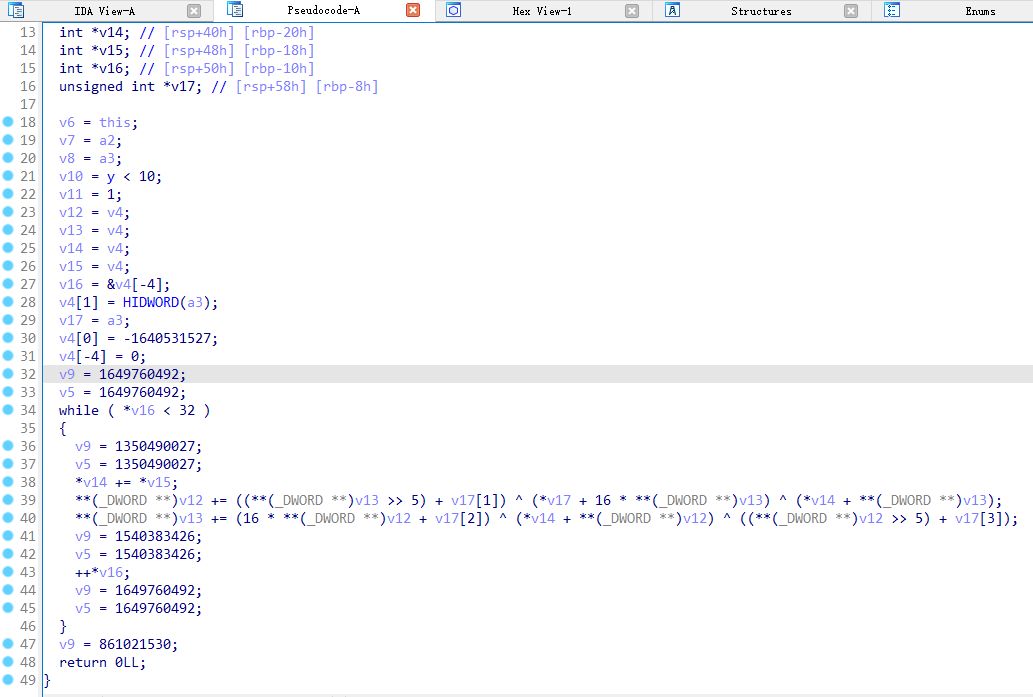 IDA View-A Pseudocode-A Hex View-1 Structures Enums
13 int *v14; // [rsp+40h] [rbp-20h]
14 int *v15; // [rsp+48h] [rbp-18h]
15 int *v16; // [rsp+50h] [rbp-10h]
16 unsigned int *v17; // [rsp+58h] [rbp-8h]
17
18 v6 = this;
19 v7 = a2;
20 v8 = a3;
21 v10 = y < 10;
22 v11 = 1;
23 v12 = v4;
24 v13 = v4;
25 v14 = v4;
26 v15 = v4;
27 v16 = &v4[-4];
28 v4[1] = HIDWORD(a3);
29 v17 = a3;
30 v4[0] = -1640531527;
31 v4[-4] = 0;
32 v9 = 1649760492;
33 v5 = 1649760492;
34 while ( *v16 < 32 )
35 {
36 v9 = 1350490027;
37 v5 = 1350490027;
38 *v14 += *v15;
39 **(_DWORD **)v12 += ((**(_DWORD **)v13 >> 5) + v17[1]) ^ (*v17 + 16 * **(_DWORD **)v13) ^ (*v14 + **(_DWORD **)v13);
40 **(_DWORD **)v13 += (16 * **(_DWORD **)v12 + v17[2]) ^ (*v14 + **(_DWORD **)v12) ^ ((**(_DWORD **)v12 >> 5) + v17[3]);
41 v9 = 1540383426;
42 v5 = 1540383426;
43 ++*v16;
44 v9 = 1649760492;
45 v5 = 1649760492;
46 }
47 v9 = 861021530;
48 return 0LL;
49 }